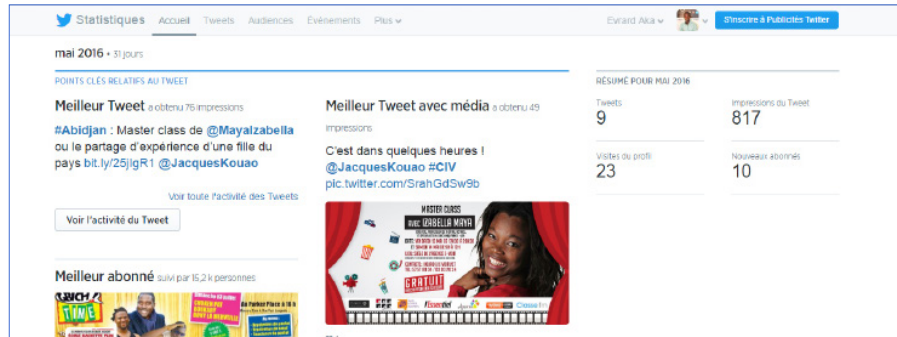 Statistiques Accueil Tweets Audiences Événements Plus
Evrard Aka
S'inscrire à Publicités Twitter
mai 2016 • 31 jours
POINTS CLÉS RELATIFS AU TWEET
Meilleur Tweet a obtenu 76 impressions
#Abidjan : Master class de @MayaIzabella
ou le partage d'expérience d'une fille du
pays bit.ly/25jIgR1 @JacquesKouao
Voir toute l'activité des Tweets
Voir l'activité du Tweet
Meilleur abonné suivi par 15,2k personnes
Meilleur Tweet avec média a obtenu 49
impressions
C'est dans quelques heures !
@JacquesKouao #CIV
pic.twitter.com/SrahGdSw9b
MASTER CLASS
AVEC IZABELLA MAYA
GRATUIT
l'essentiel
RÉSUMÉ POUR MAI 2016
Tweets
9
Impressions du Tweet
817
Visites du profil
23
Nouveaux abonnés
10